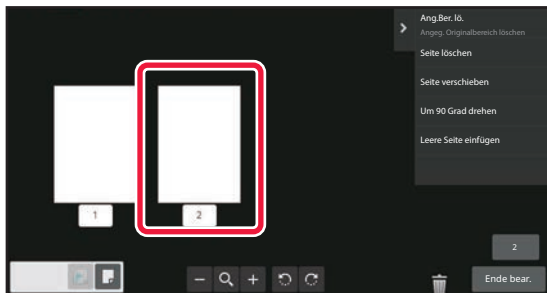 Ang.Ber. lö.
Angeg. Originalbereich löschen
Seite löschen
Seite verschieben
Um 90 Grad drehen
Leere Seite einfügen
1
2
2
Ende bear.